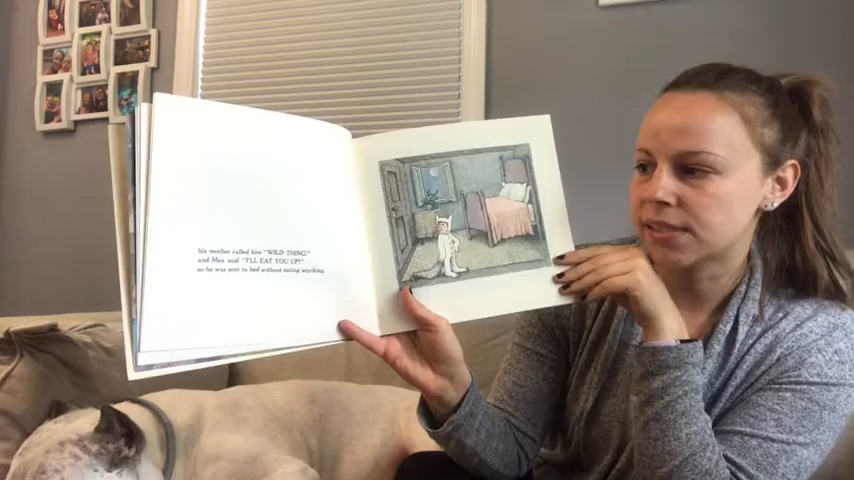 his mother called him "WILD THING!"
and Max said "I'LL EAT YOU UP!"
so he was sent to bed without eating anything.